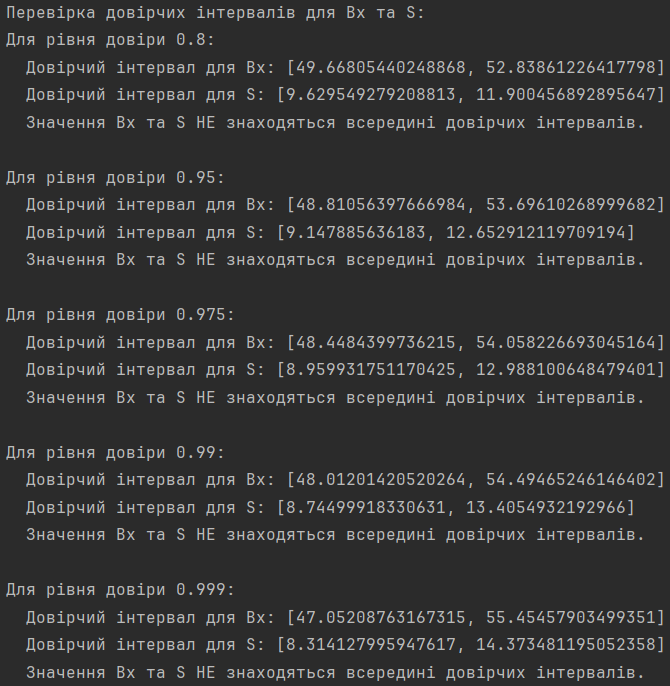 Перевірка довірчих інтервалів для Bx та S:
Для рівня довіри 0.8:
Довірчий інтервал для Bx: [49.66805440248868, 52.83861226417798]
Довірчий інтервал для S: [9.629549279208813, 11.900456892895647]
Значення Bx та S НЕ знаходяться всередині довірчих інтервалів.
Для рівня довіри 0.95:
Довірчий інтервал для Bx: [48.81056397666984, 53.69610268999682]
Довірчий інтервал для S: [9.147885636183, 12.652912119709194]
Значення Bx та S НЕ знаходяться всередині довірчих інтервалів.
Для рівня довіри 0.975:
Довірчий інтервал для Bx: [48.4484399736215, 54.058226693045164]
Довірчий інтервал для S: [8.959931751170425, 12.988100648479401]
Значення Bx та S НЕ знаходяться всередині довірчих інтервалів.
Для рівня довіри 0.99:
Довірчий інтервал для Bx: [48.01201420520264, 54.49465246146402]
Довірчий інтервал для S: [8.74499918330631, 13.4054932192966]
Значення Bx та S НЕ знаходяться всередині довірчих інтервалів.
Для рівня довіри 0.999:
Довірчий інтервал для Bx: [47.05208763167315, 55.45457903499351]
Довірчий інтервал для S: [8.314127995947617, 14.373481195052358]
Значення Bx та S НЕ знаходяться всередині довірчих інтервалів.